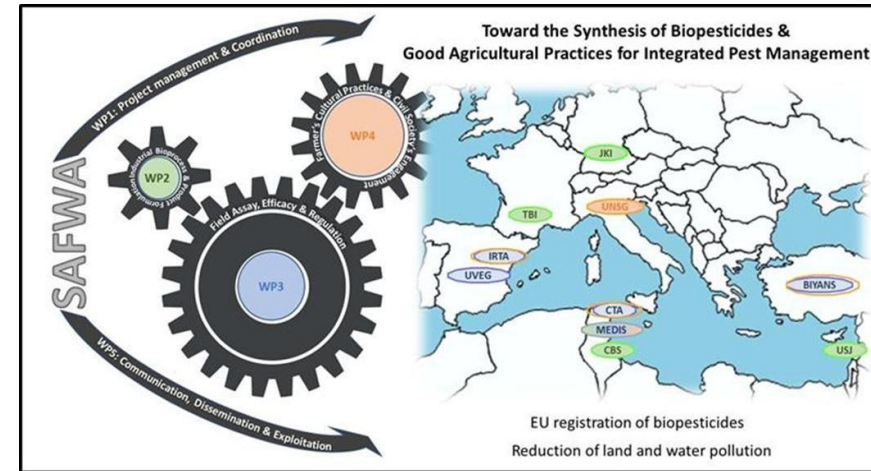 Toward the Synthesis of Biopesticides &
Good Agricultural Practices for Integrated Pest Management
SAFWA
WP1: Project management & Coordination
WP2
Industrial Bioprocess & Product Formulation
WP4
Farmer's Cultural Practices & Civil Society's Engagement
Field Assay, Efficacy & Regulation
WP3
WP5: Communication, Dissemination & Exploitation
JKI
TBI
UNSG
IRTA
UVEG
BIYANS
CTA
MEDIS
CBS
USJ
EU registration of biopesticides
Reduction of land and water pollution